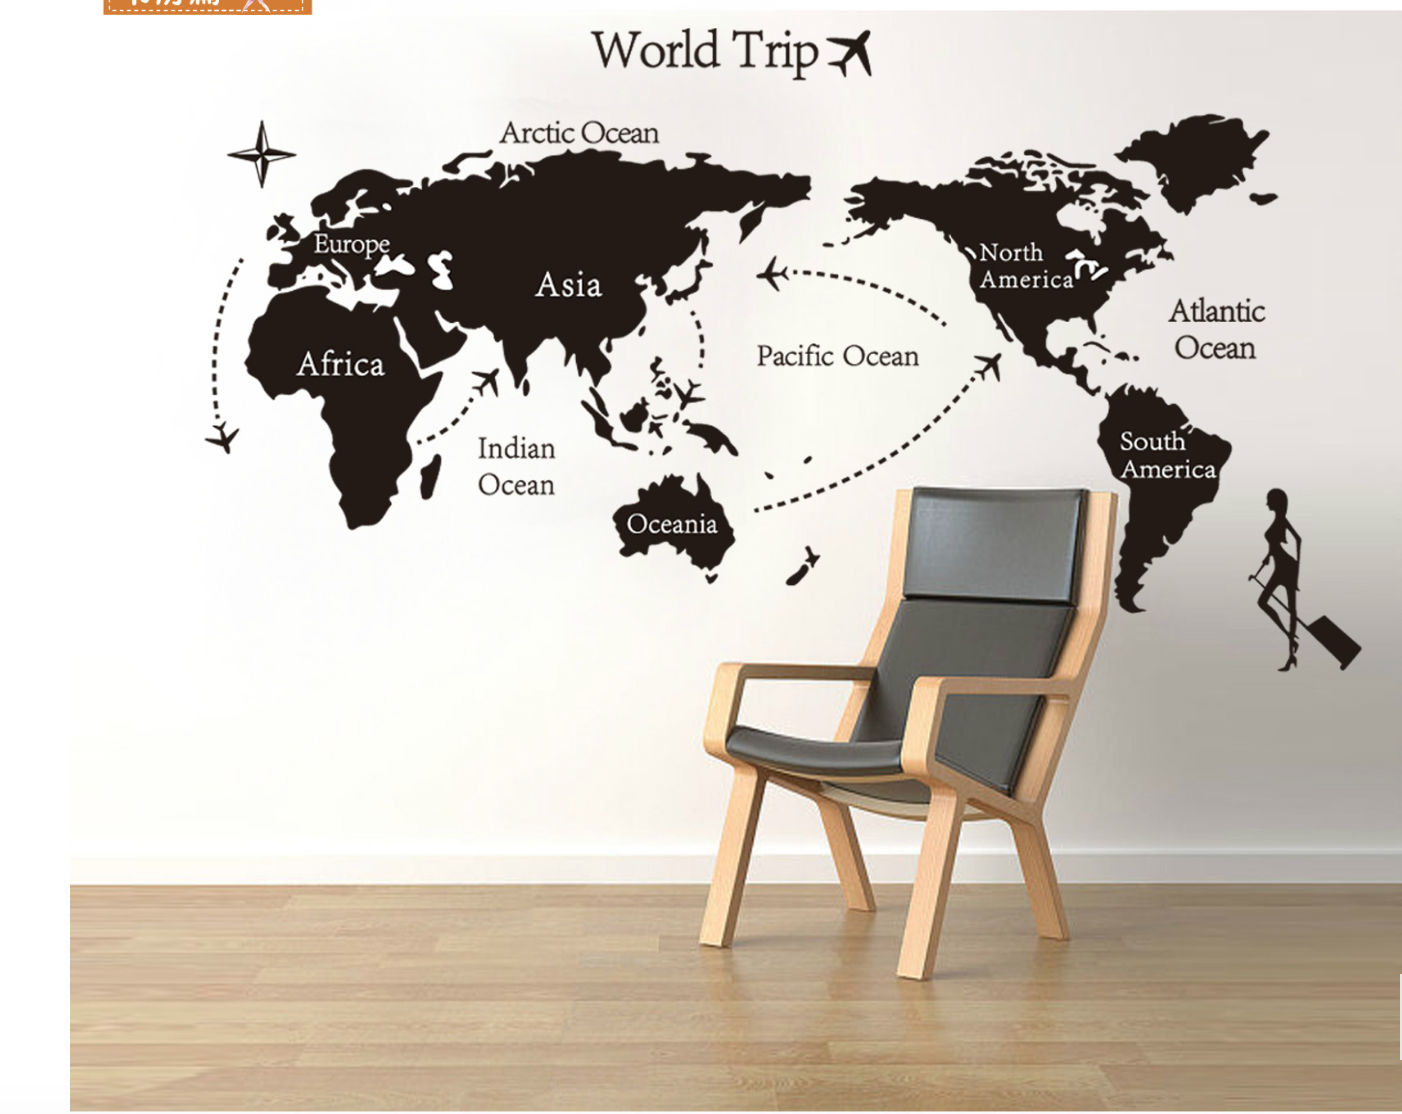 World Trip
Arctic Ocean
Europe
Asia
Africa
North
America
Atlantic
Ocean
Pacific Ocean
Indian
Ocean
South
America
Oceania